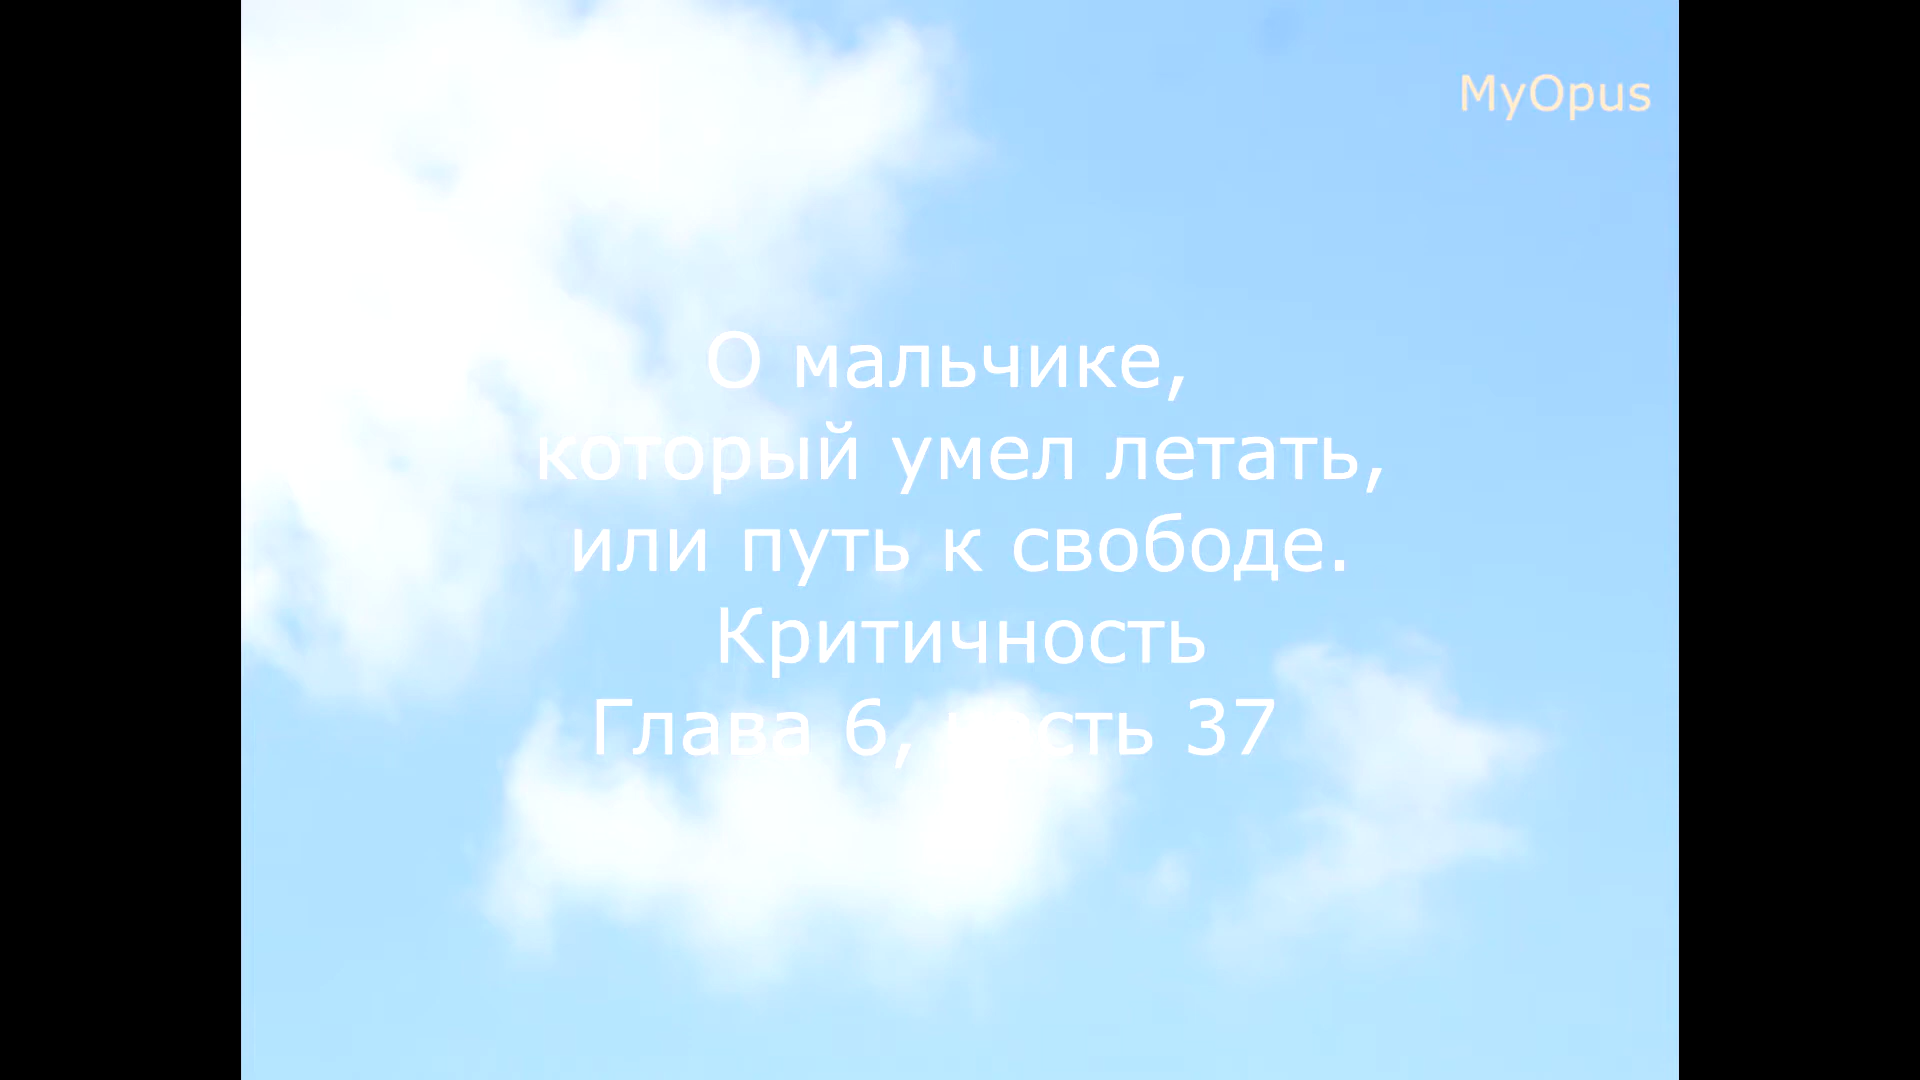 MyOpus
О мальчике,
который умел летать,
или путь к свободе.
Критичность
Глава 6, часть 37